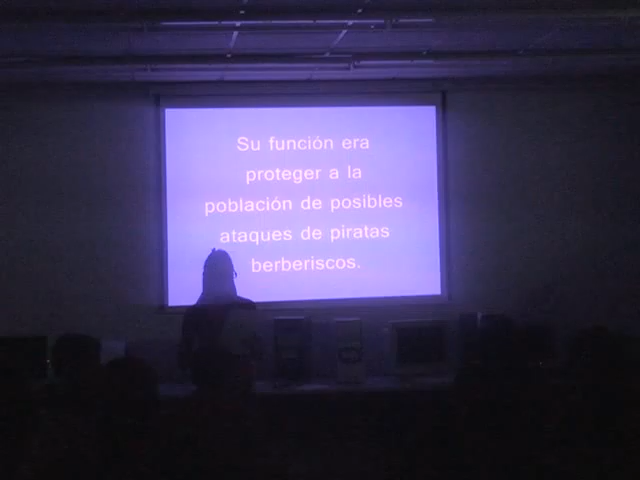 Su función era
proteger a la
población de posibles
ataques de piratas
berberiscos.